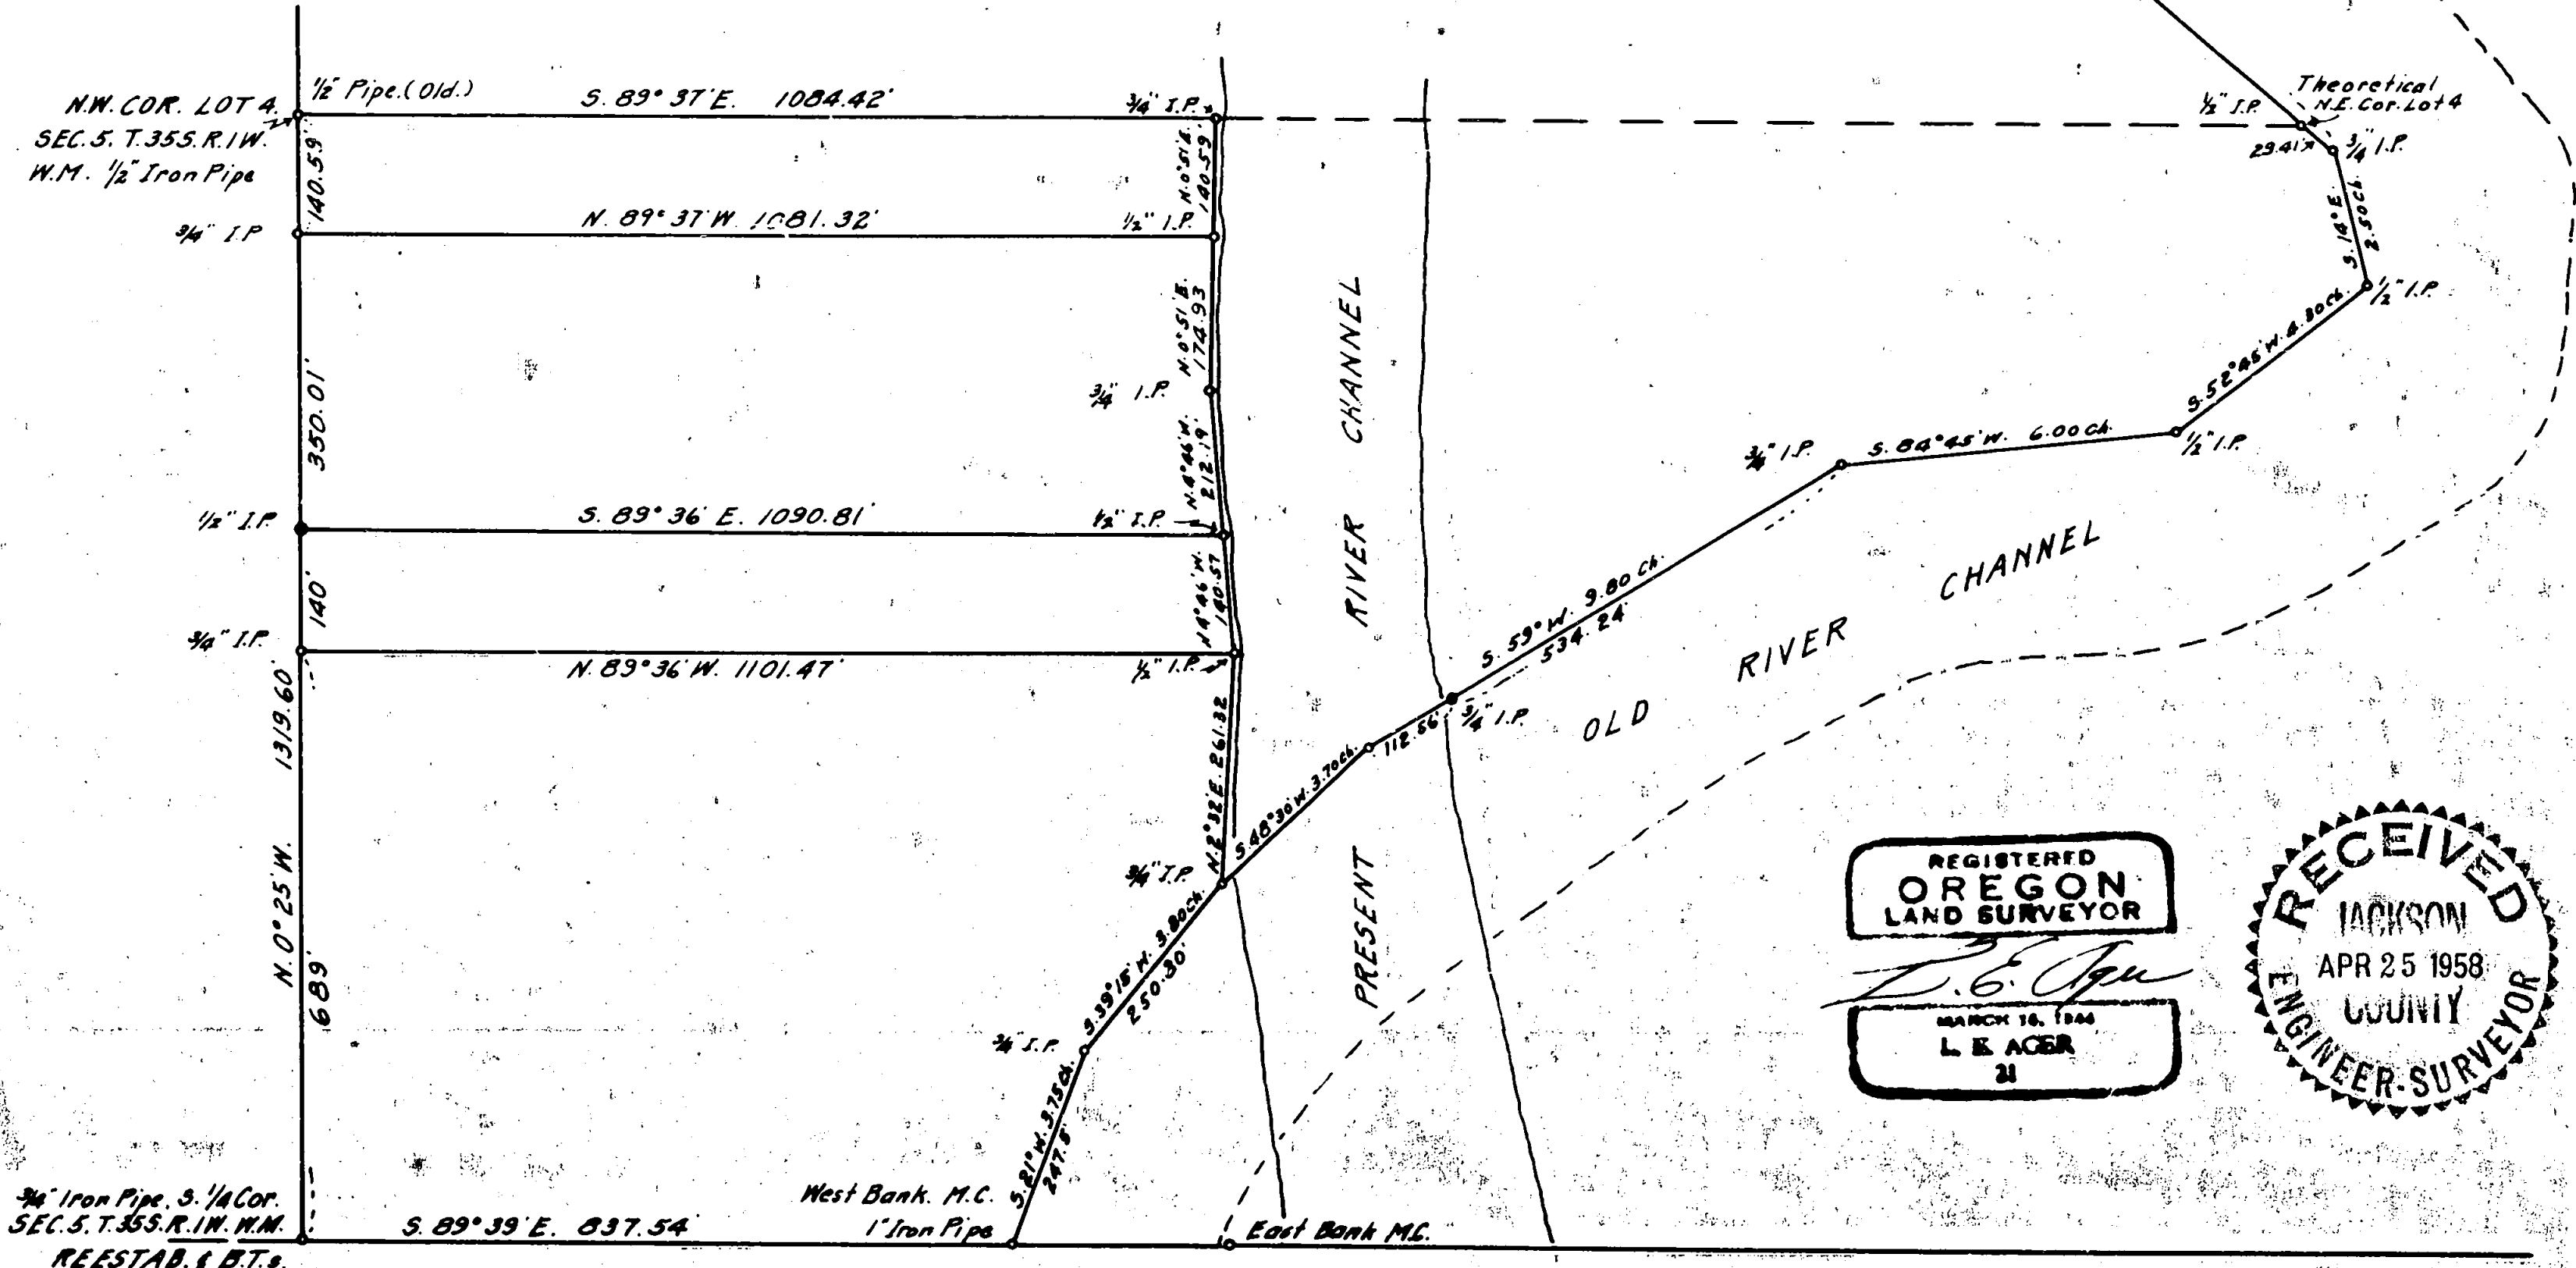 N.W. COR. LOT 4.
SEC. 5. T. 35 S. R. 1 W.
W.M. 1/2" Iron Pipe
1/2" Pipe. (Old.)
S. 89° 37' E. 1084.42'
3/4" I.P.
1/2" I.P.
Theoretical
N.E. Cor. Lot 4
29.41'
3/4" I.P.
140.59'
N. 0° 51' E.
140.59'
3/4" I.P
N. 89° 37' W. 1081.32'
1/2" I.P.
S. 14° E.
2.50 Ch.
1/2" I.P.
N. 0° 51' E.
174.93
350.01'
3/4" I.P.
S. 52° 45' W. 4.30 Ch.
1/2" I.P.
S. 84° 45' W. 6.00 Ch.
3/4" I.P.
N. 4° 46' W.
212.19'
1/2" I.P.
S. 89° 36' E. 1090.81'
1/2" I.P.
140'
N 4° 46' W.
140.57
3/4" I.P.
N. 89° 36' W. 1101.47'
1/2" I.P.
S. 59° W. 9.80 Ch.
534.24'
3/4" I.P.
112.56'
N. 0° 25' W. 1319.60'
689'
N. 2° 32' E. 261.32
S. 48° 30' W. 3.70 Ch.
3/4" I.P.
S. 39° 15' W. 3.80 Ch.
250.80'
3/4" I.P.
S. 21° W. 3.75 Ch.
247.5'
PRESENT RIVER CHANNEL
OLD RIVER CHANNEL
3/4" Iron Pipe. S. 1/4 Cor.
SEC. 5. T. 35 S. R. 1 W. W.M.
REESTAB. & B.T.s.
S. 89° 39' E. 837.54'
West Bank. M.C.
1" Iron Pipe
East Bank M.C.
REGISTERED
OREGON
LAND SURVEYOR
L. E. Ager
L. E. AGER
21
RECEIVED
JACKSON
APR 25 1958
COUNTY
ENGINEER-SURVEYOR